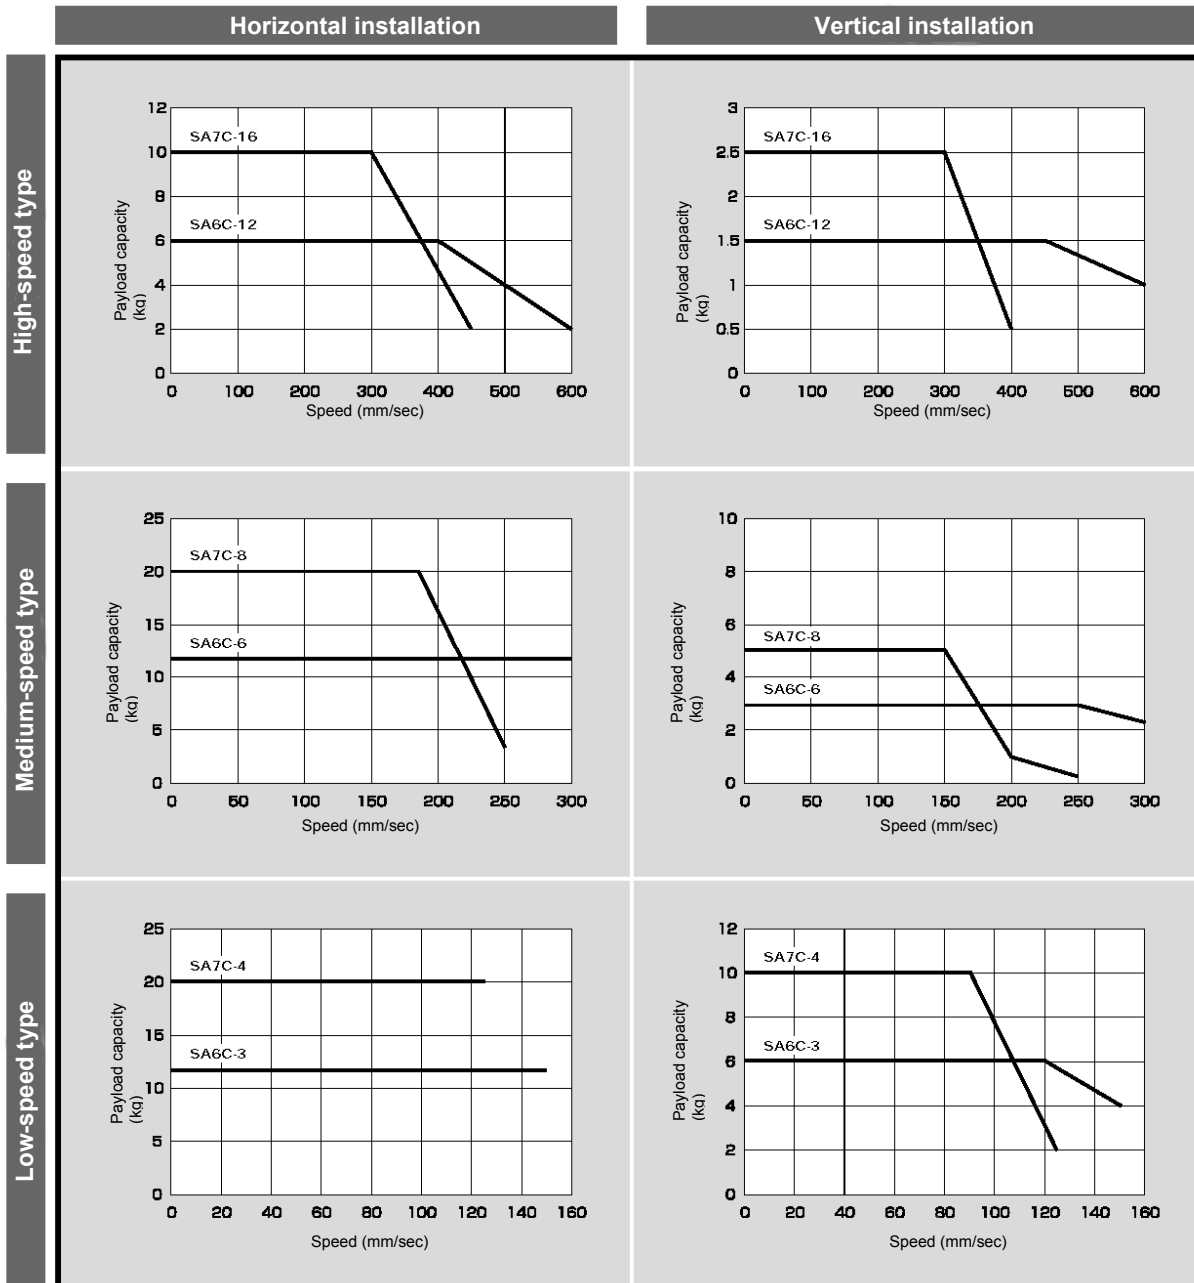 Horizontal installation
Vertical installation
High-speed type
12
10
8
6
4
2
0
SA7C-16
SA6C-12
Payload capacity
(kg)
0 100 200 300 400 500 600
Speed (mm/sec)
3
2.5
2
1.5
1
0.5
0
SA7C-16
SA6C-12
Payload capacity
(kg)
0 100 200 300 400 500 600
Speed (mm/sec)
Medium-speed type
25
20
15
10
5
0
SA7C-8
SA6C-6
Payload capacity
(kg)
0 50 100 150 200 250 300
Speed (mm/sec)
10
8
6
4
2
0
SA7C-8
SA6C-6
Payload capacity
(kg)
0 50 100 150 200 250 300
Speed (mm/sec)
Low-speed type
25
20
15
10
5
0
SA7C-4
SA6C-3
Payload capacity
(kg)
0 20 40 60 80 100 120 140 160
Speed (mm/sec)
12
10
8
6
4
2
0
SA7C-4
SA6C-3
Payload capacity
(kg)
0 20 40 60 80 100 120 140 160
Speed (mm/sec)